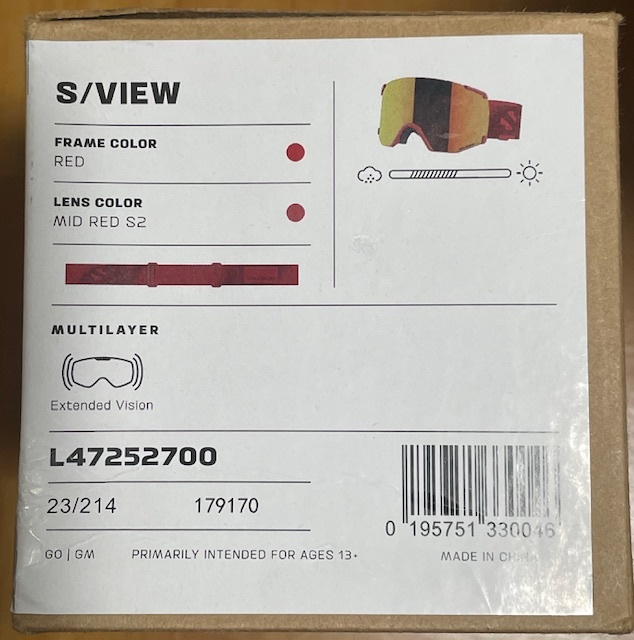 S/VIEW
FRAME COLOR
RED
LENS COLOR
MID RED S2
MULTILAYER
Extended Vision
L47252700
23/214 179170
0 195751 330046
GO | GM PRIMARILY INTENDED FOR AGES 13+ MADE IN CHINA